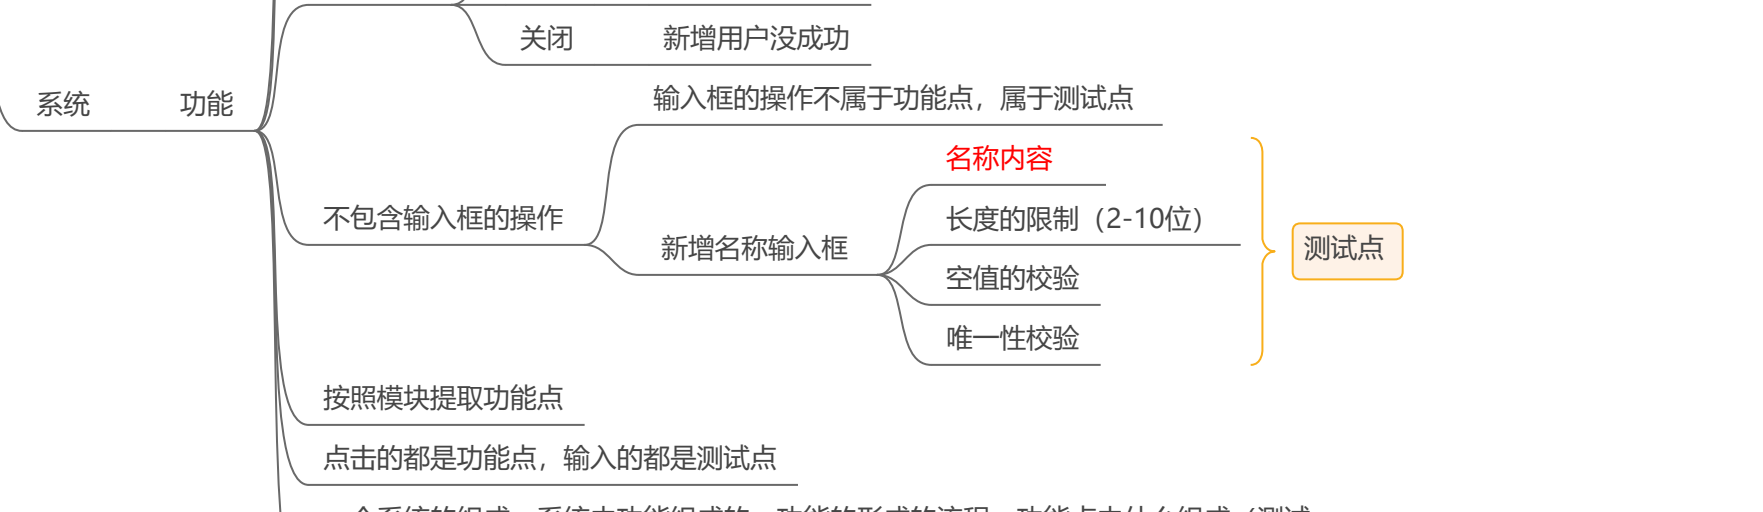 关闭
新增用户没成功
系统
功能
输入框的操作不属于功能点，属于测试点
名称内容
不包含输入框的操作
长度的限制（2-10位）
新增名称输入框
测试点
空值的校验
唯一性校验
按照模块提取功能点
点击的都是功能点，输入的都是测试点